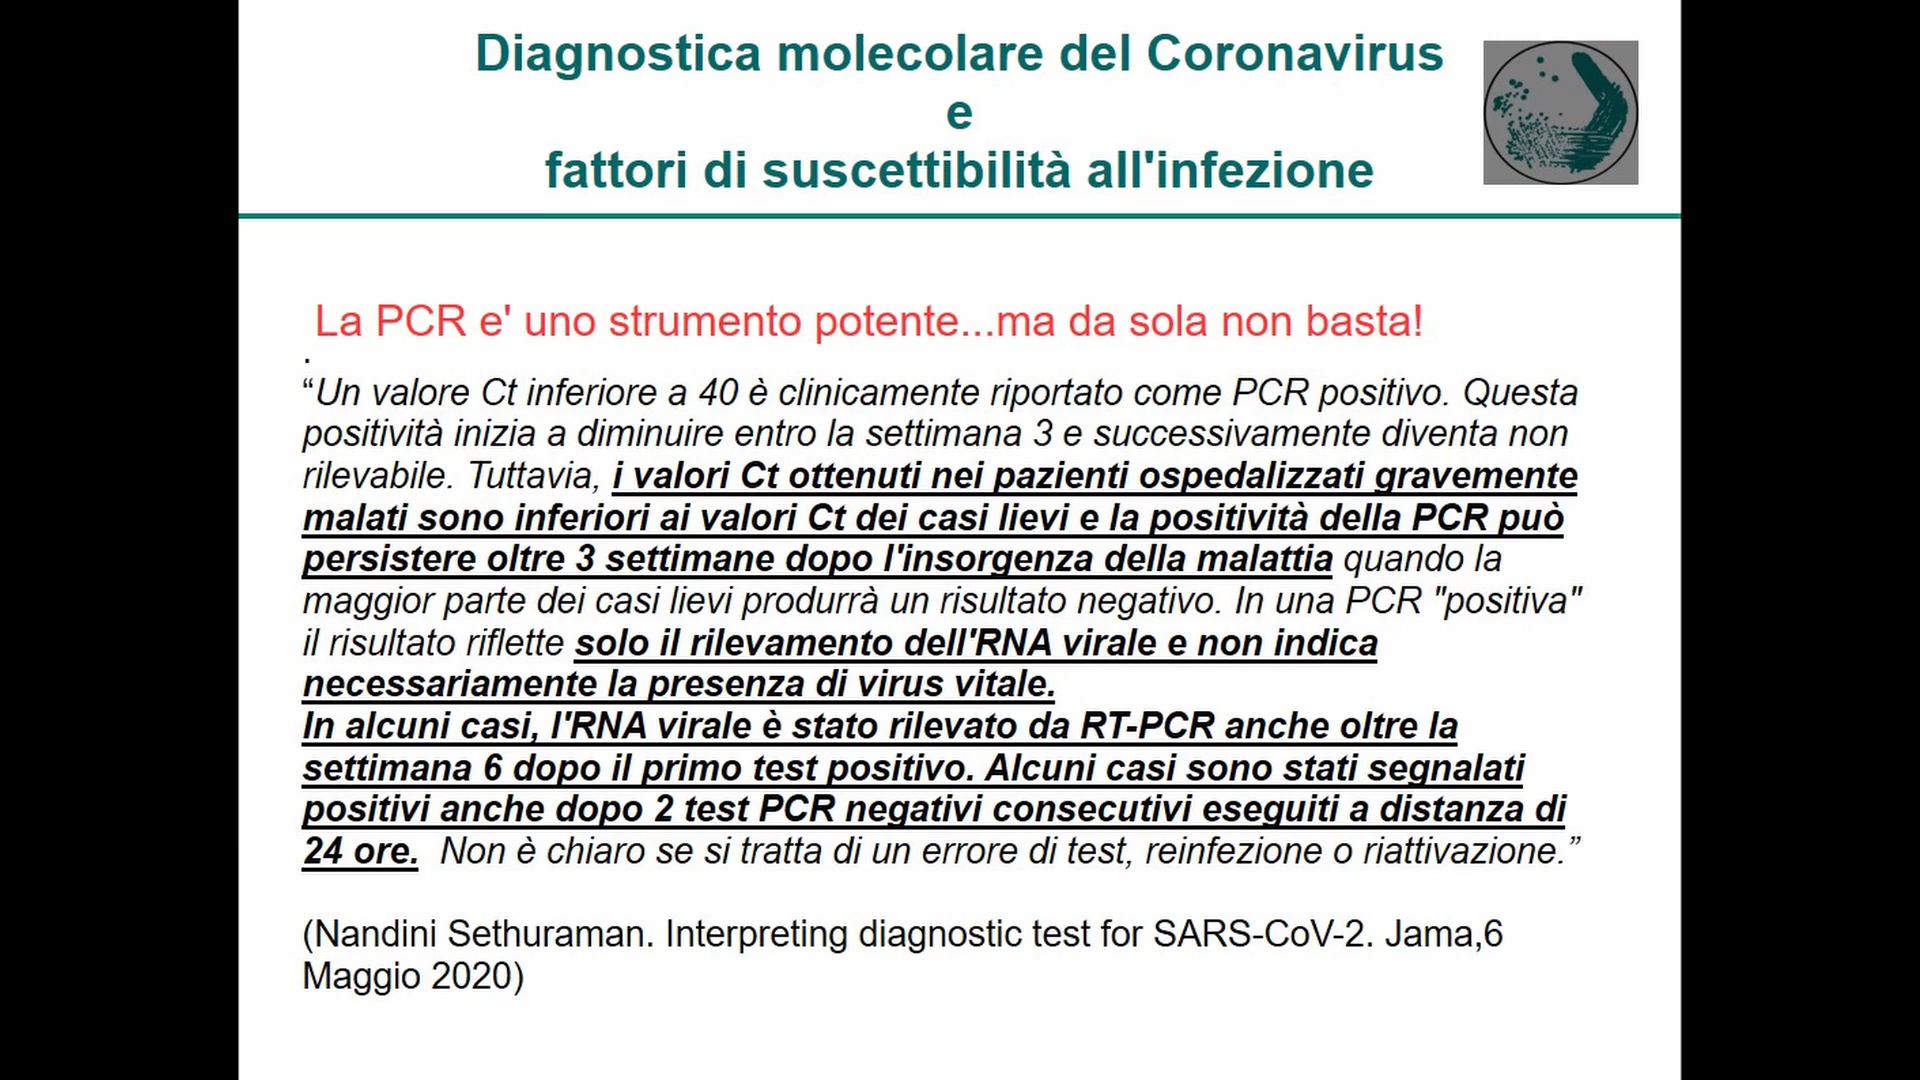 Diagnostica molecolare del Coronavirus
e
fattori di suscettibilità all'infezione
La PCR e' uno strumento potente...ma da sola non basta!
.
“Un valore Ct inferiore a 40 è clinicamente riportato come PCR positivo. Questa
positività inizia a diminuire entro la settimana 3 e successivamente diventa non
rilevabile. Tuttavia, i valori Ct ottenuti nei pazienti ospedalizzati gravemente
malati sono inferiori ai valori Ct dei casi lievi e la positività della PCR può
persistere oltre 3 settimane dopo l'insorgenza della malattia quando la
maggior parte dei casi lievi produrrà un risultato negativo. In una PCR "positiva"
il risultato riflette solo il rilevamento dell'RNA virale e non indica
necessariamente la presenza di virus vitale.
In alcuni casi, l'RNA virale è stato rilevato da RT-PCR anche oltre la
settimana 6 dopo il primo test positivo. Alcuni casi sono stati segnalati
positivi anche dopo 2 test PCR negativi consecutivi eseguiti a distanza di
24 ore. Non è chiaro se si tratta di un errore di test, reinfezione o riattivazione.”
(Nandini Sethuraman. Interpreting diagnostic test for SARS-CoV-2. Jama,6
Maggio 2020)